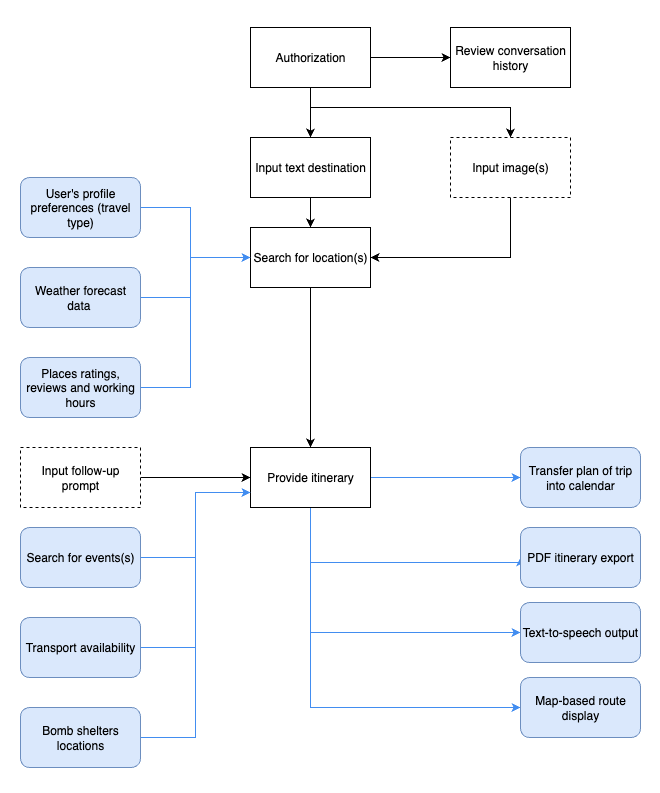 Authorization
Review conversation
history
Input text destination
Input image(s)
User's profile
preferences (travel
type)
Search for location(s)
Weather forecast
data
Places ratings,
reviews and working
hours
Input follow-up
prompt
Provide itinerary
Transfer plan of trip
into calendar
Search for events(s)
PDF itinerary export
Transport availability
Text-to-speech output
Bomb shelters
locations
Map-based route
display